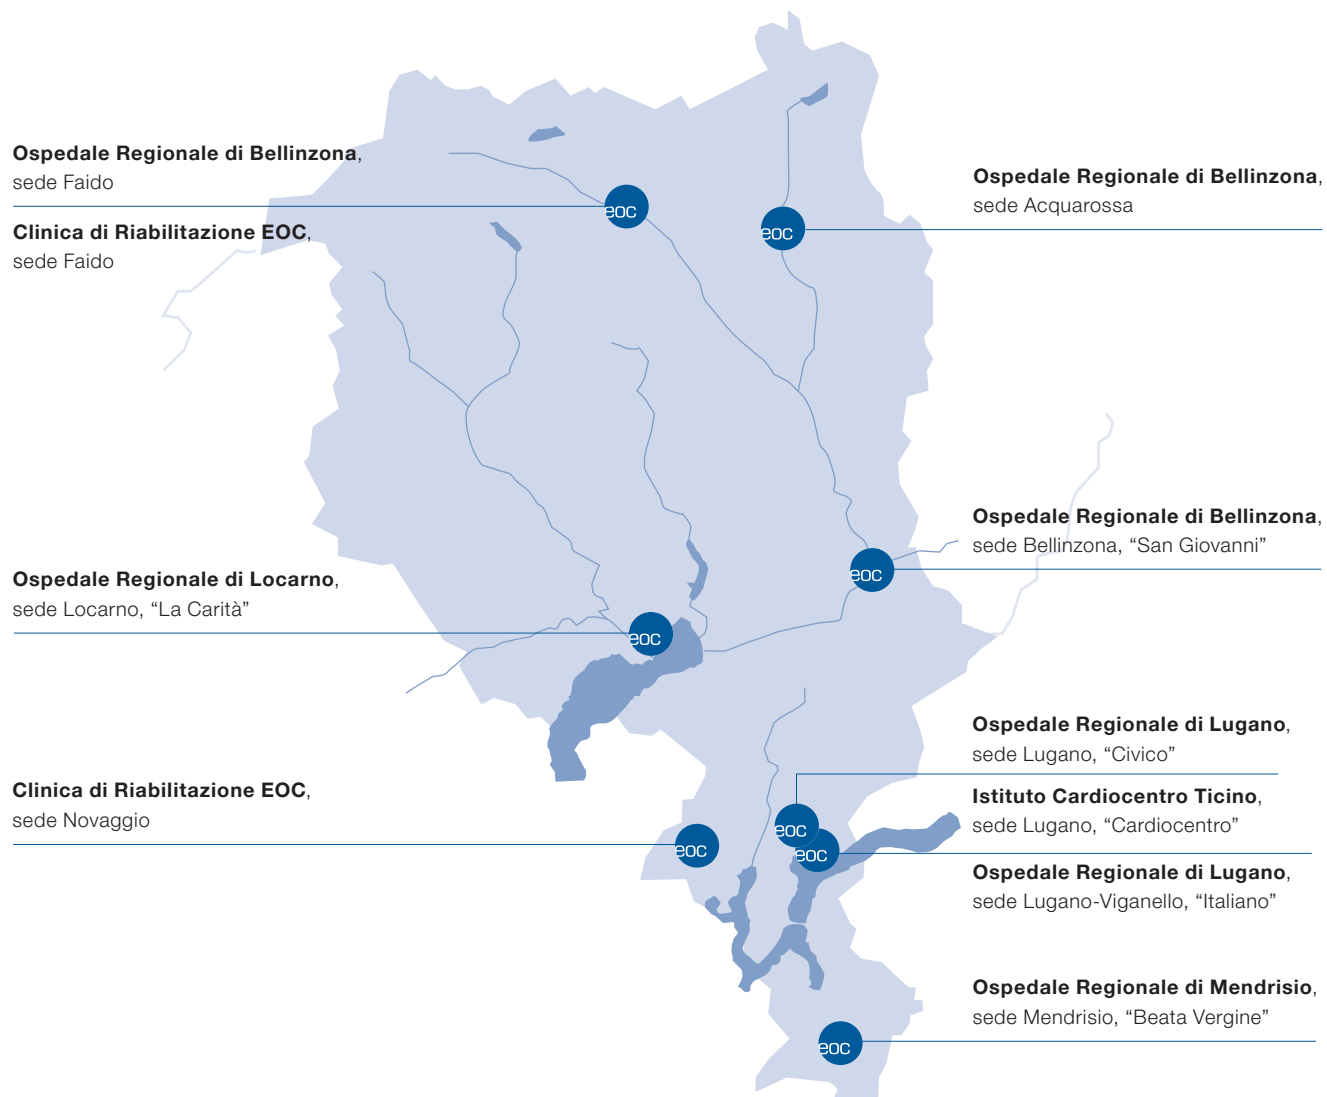 Ospedale Regionale di Bellinzona,
sede Faido
Clinica di Riabilitazione EOC,
sede Faido
eoc
eoc
Ospedale Regionale di Bellinzona,
sede Acquarossa
Ospedale Regionale di Bellinzona,
sede Bellinzona, “San Giovanni”
eoc
Ospedale Regionale di Locarno,
sede Locarno, “La Carità”
eoc
Ospedale Regionale di Lugano,
sede Lugano, “Civico”
Clinica di Riabilitazione EOC,
sede Novaggio
eoc
eoc
eoc
Istituto Cardiocentro Ticino,
sede Lugano, “Cardiocentro”
Ospedale Regionale di Lugano,
sede Lugano-Viganello, “Italiano”
Ospedale Regionale di Mendrisio,
sede Mendrisio, “Beata Vergine”
eoc